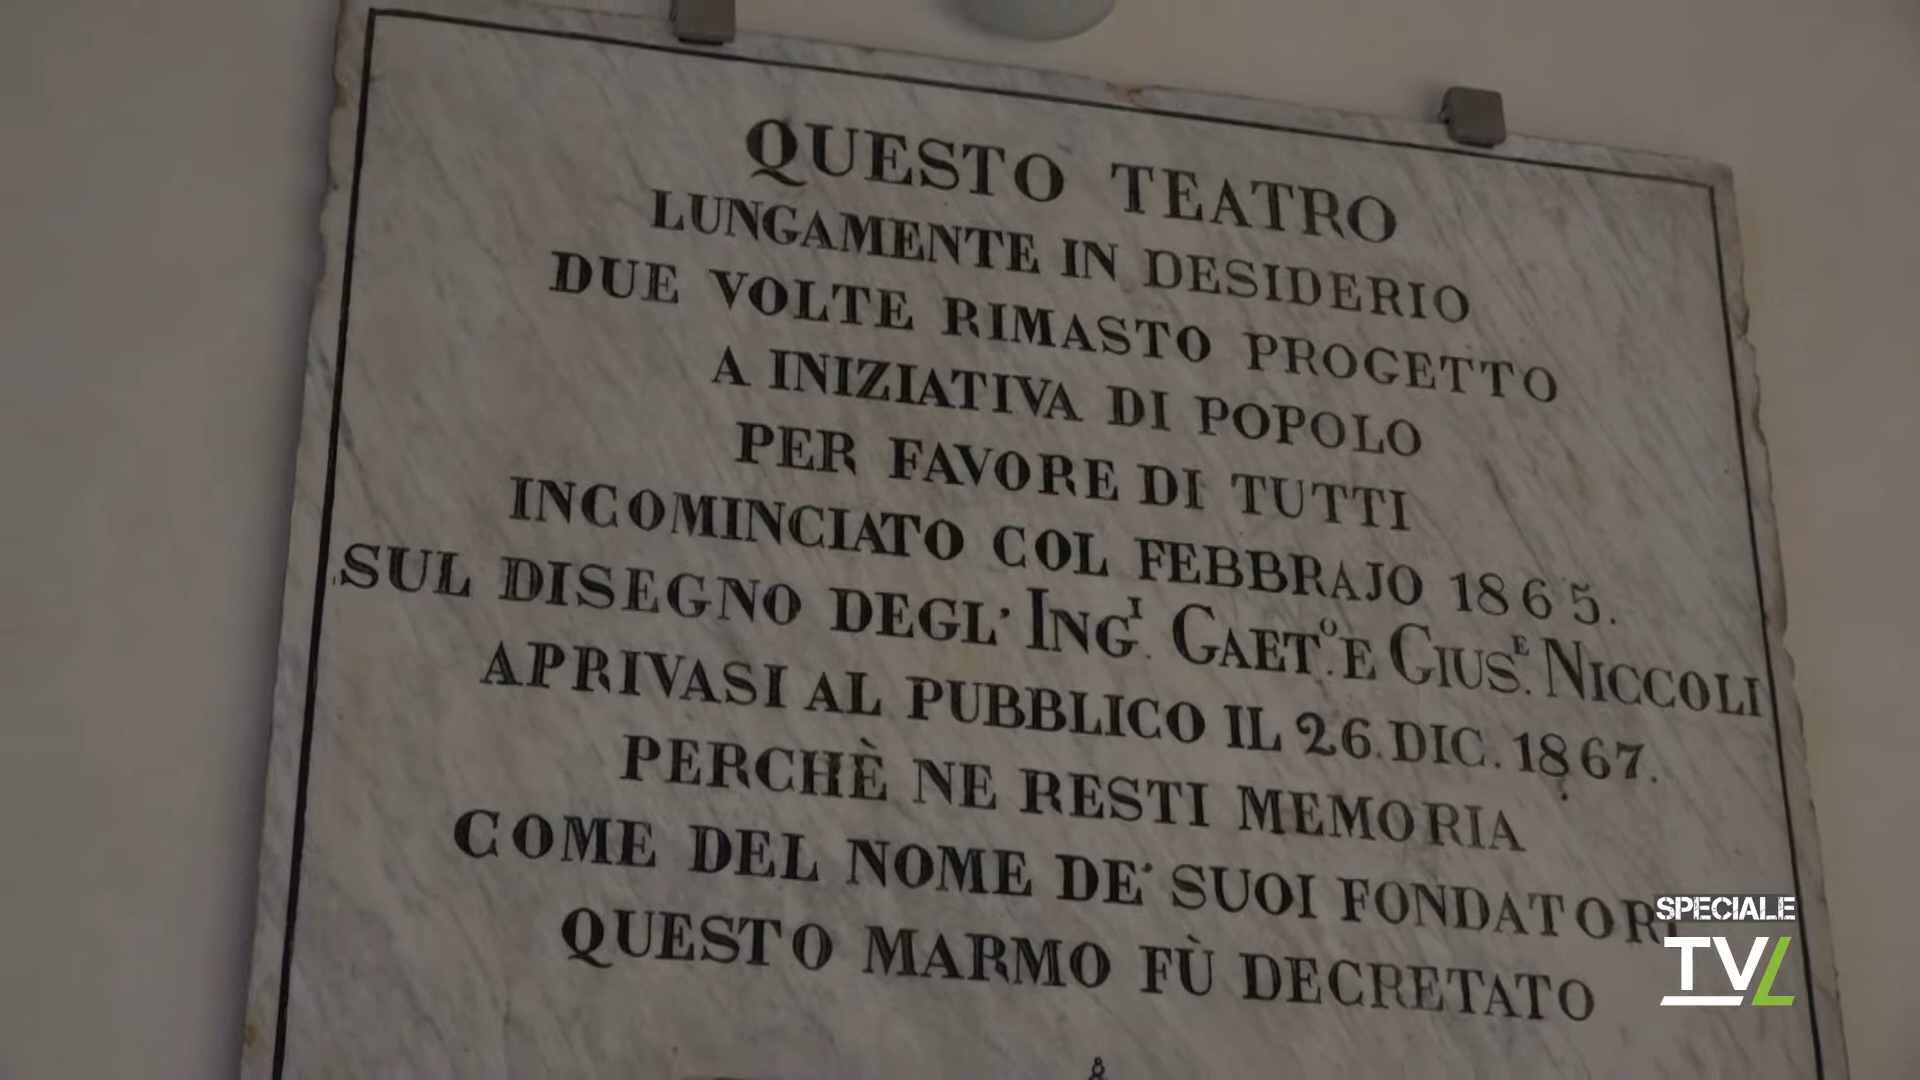 QUESTO TEATRO
LUNGAMENTE IN DESIDERIO
DUE VOLTE RIMASTO PROGETTO
A INIZIATIVA DI POPOLO
PER FAVORE DI TUTTI
INCOMINCIATO COL FEBBRAJO 1865.
SUL DISEGNO DEGL' INGᴵ. GAETº. E GIUSᴱ. NICCOLI
APRIVASI AL PUBBLICO IL 26. DIC. 1867.
PERCHÈ NE RESTI MEMORIA
COME DEL NOME DE' SUOI FONDATORI
QUESTO MARMO FÙ DECRETATO
SPECIALE
TVL